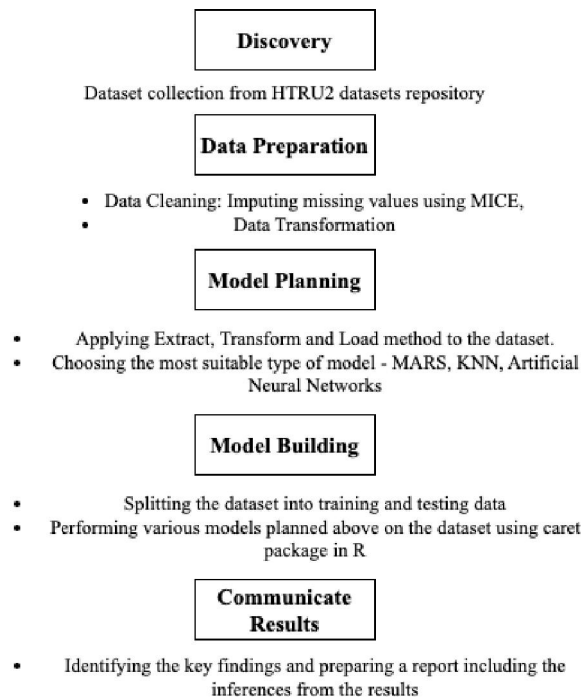 Discovery
Dataset collection from HTRU2 datasets repository
Data Preparation
• Data Cleaning: Imputing missing values using MICE,
• Data Transformation
Model Planning
• Applying Extract, Transform and Load method to the dataset.
• Choosing the most suitable type of model - MARS, KNN, Artificial
Neural Networks
Model Building
• Splitting the dataset into training and testing data
• Performing various models planned above on the dataset using caret
package in R
Communicate
Results
• Identifying the key findings and preparing a report including the
inferences from the results